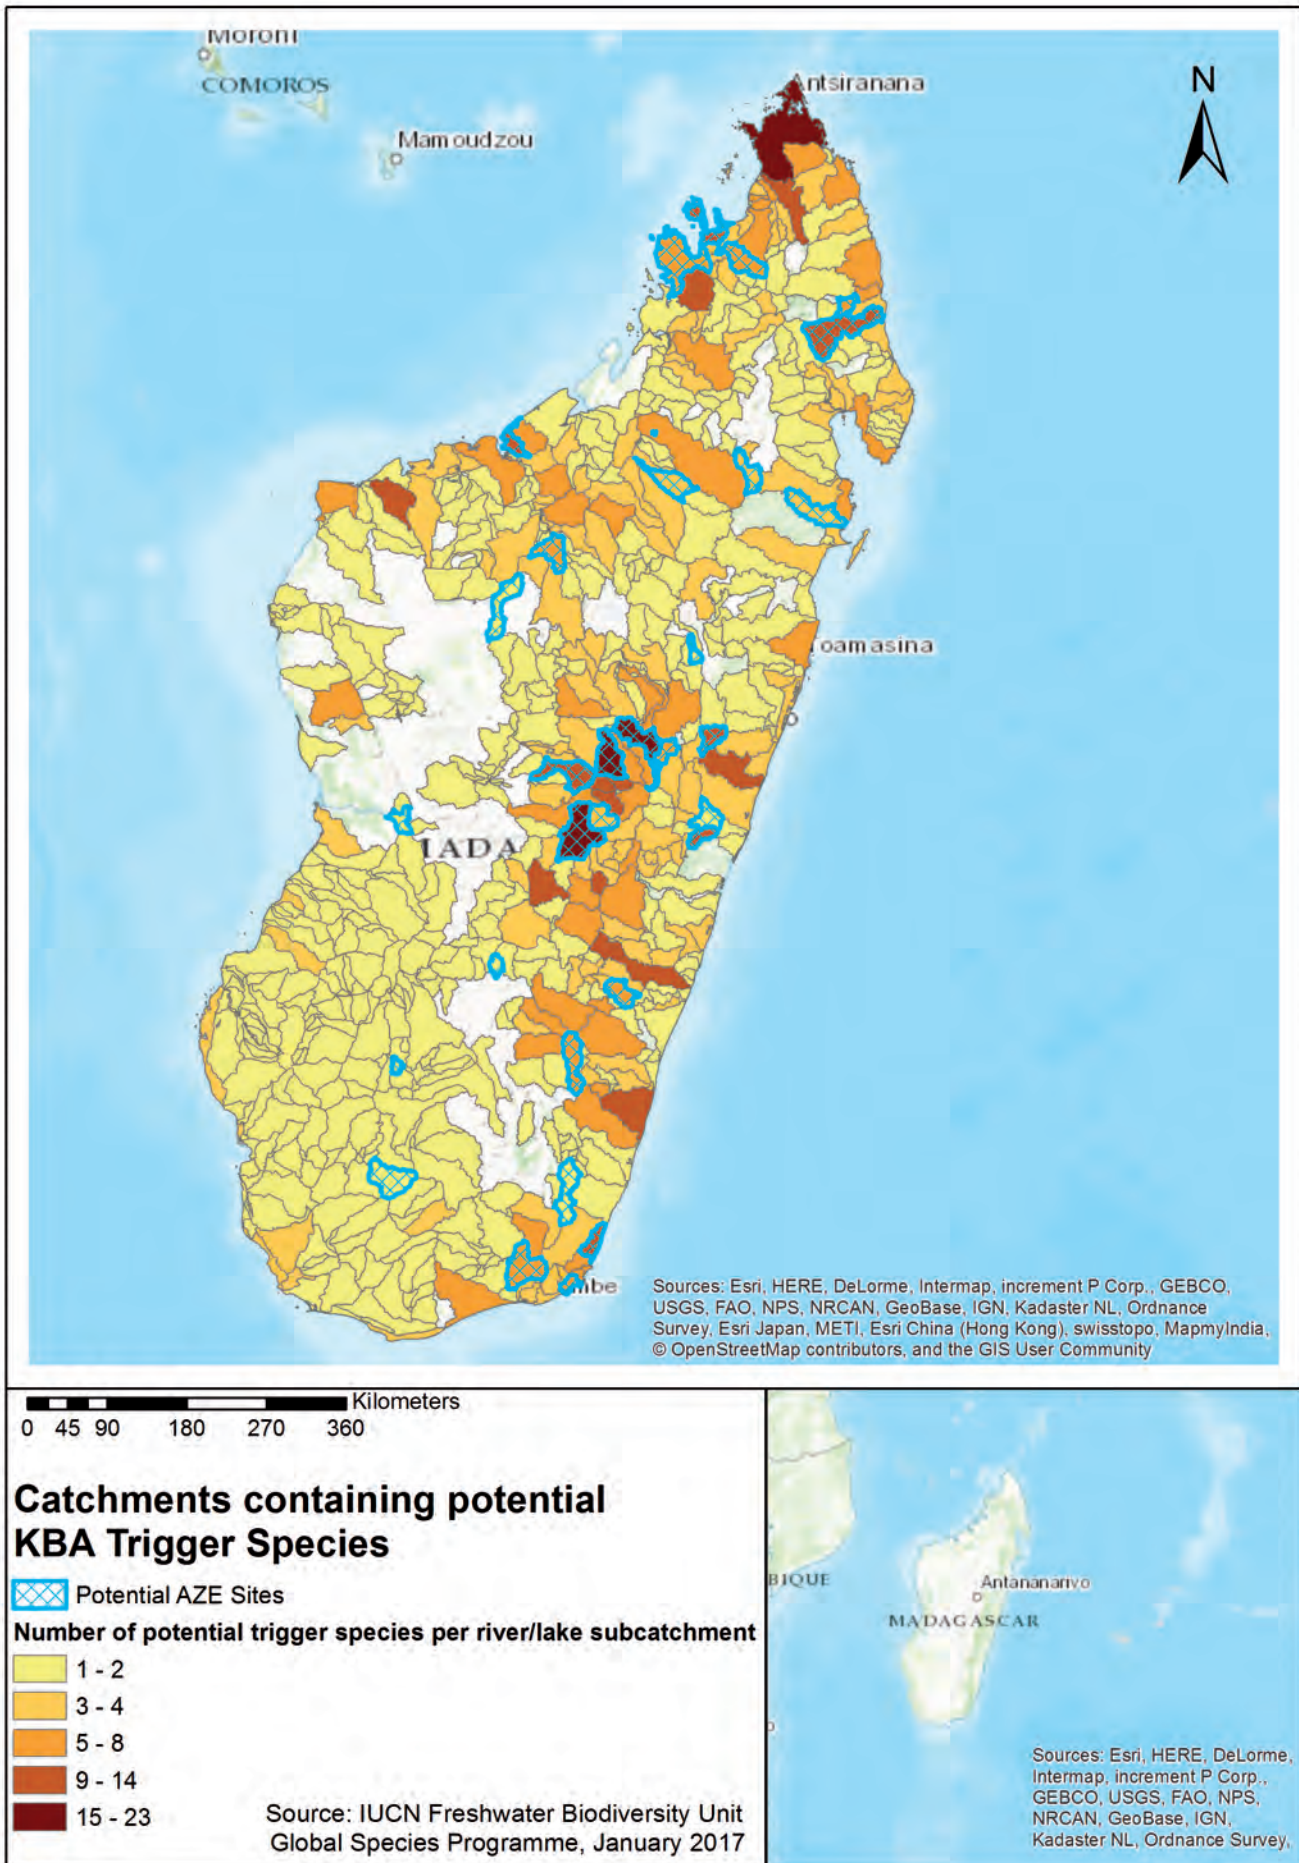 Moroni
COMOROS
Mamoudzou
Antsiranana
N
oamasina
IADA
mbe
Sources: Esri, HERE, DeLorme, Intermap, increment P Corp., GEBCO,
USGS, FAO, NPS, NRCAN, GeoBase, IGN, Kadaster NL, Ordnance
Survey, Esri Japan, METI, Esri China (Hong Kong), swisstopo, MapmyIndia,
© OpenStreetMap contributors, and the GIS User Community
Kilometers
0 45 90 180 270 360
Catchments containing potential
KBA Trigger Species
Potential AZE Sites
Number of potential trigger species per river/lake subcatchment
1 - 2
3 - 4
5 - 8
9 - 14
15 - 23
Source: IUCN Freshwater Biodiversity Unit
Global Species Programme, January 2017
BIQUE
Antananarivo
MADAGASCAR
Sources: Esri, HERE, DeLorme,
Intermap, increment P Corp.,
GEBCO, USGS, FAO, NPS,
NRCAN, GeoBase, IGN,
Kadaster NL, Ordnance Survey,